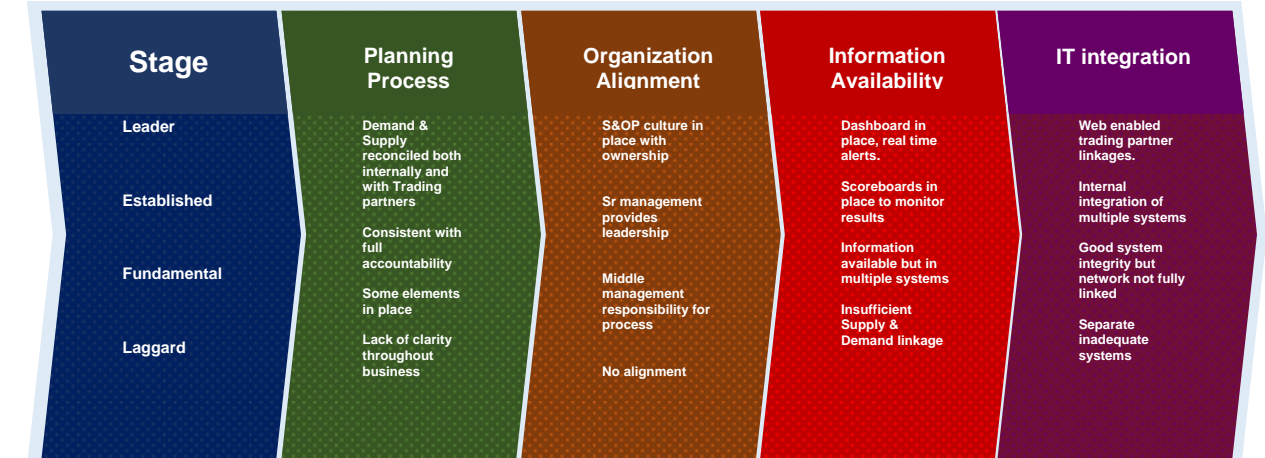 Stage
Leader
Established
Fundamental
Laggard
Planning
Process
Demand &
Supply
reconciled both
internally and
with Trading
partners
Consistent with
full
accountability
Some elements
in place
Lack of clarity
throughout
business
Organization
Alignment
S&OP culture in
place with
ownership
Sr management
provides
leadership
Middle
management
responsibility for
process
No alignment
Information
Availability
Dashboard in
place, real time
alerts.
Scoreboards in
place to monitor
results
Information
available but in
multiple systems
Insufficient
Supply &
Demand linkage
IT integration
Web enabled
trading partner
linkages.
Internal
integration of
multiple systems
Good system
integrity but
network not fully
linked
Separate
inadequate
systems